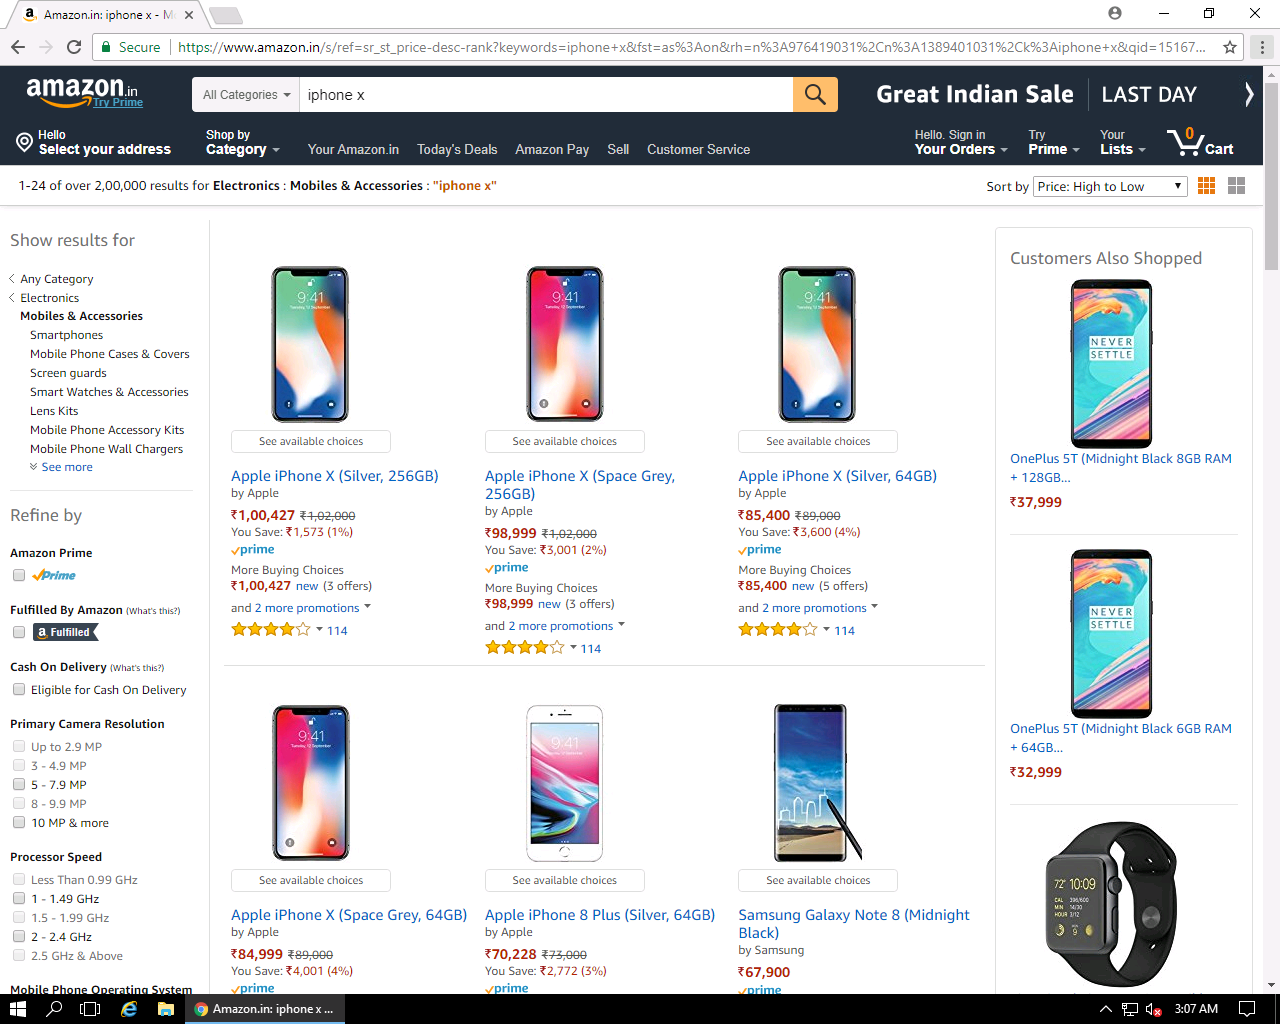 Amazon.in: iphone x - M
Secure
https://www.amazon.in/s/ref=sr_st_price-desc-rank?keywords=iphone+x&fst=as%3Aon&rh=n%3A976419031%2Cn%3A1389401031%2Ck%3Aiphone+x&qid=15167...
amazon.in
Try Prime
All Categories
iphone x
Great Indian Sale LAST DAY
Hello
Select your address
Shop by
Category
Your Amazon.in
Today's Deals
Amazon Pay
Sell
Customer Service
Hello. Sign in
Your Orders
Try
Prime
Your
Lists
0
Cart
1-24 of over 2,00,000 results for Electronics : Mobiles & Accessories : "iphone x"
Sort by Price: High to Low
Show results for
Any Category
Electronics
Mobiles & Accessories
Smartphones
Mobile Phone Cases & Covers
Screen guards
Smart Watches & Accessories
Lens Kits
Mobile Phone Accessory Kits
Mobile Phone Wall Chargers
See more
Refine by
Amazon Prime
Prime
Fulfilled By Amazon (What's this?)
a Fulfilled
Cash On Delivery (What's this?)
Eligible for Cash On Delivery
Primary Camera Resolution
Up to 2.9 MP
3 - 4.9 MP
5 - 7.9 MP
8 - 9.9 MP
10 MP & more
Processor Speed
Less Than 0.99 GHz
1 - 1.49 GHz
1.5 - 1.99 GHz
2 - 2.4 GHz
2.5 GHz & Above
Mobile Phone Operating System
9:41
See available choices
Apple iPhone X (Silver, 256GB)
by Apple
₹1,00,427 ₹1,02,000
You Save: ₹1,573 (1%)
prime
More Buying Choices
₹1,00,427 new (3 offers)
and 2 more promotions
114
9:41
See available choices
Apple iPhone X (Space Grey,
256GB)
by Apple
₹98,999 ₹1,02,000
You Save: ₹3,001 (2%)
prime
More Buying Choices
₹98,999 new (3 offers)
and 2 more promotions
114
9:41
See available choices
Apple iPhone X (Silver, 64GB)
by Apple
₹85,400 ₹89,000
You Save: ₹3,600 (4%)
prime
More Buying Choices
₹85,400 new (5 offers)
and 2 more promotions
114
9:41
See available choices
Apple iPhone X (Space Grey, 64GB)
by Apple
₹84,999 ₹89,000
You Save: ₹4,001 (4%)
prime
9:41
See available choices
Apple iPhone 8 Plus (Silver, 64GB)
by Apple
₹70,228 ₹73,000
You Save: ₹2,772 (3%)
prime
See available choices
Samsung Galaxy Note 8 (Midnight
Black)
by Samsung
₹67,900
prime
Customers Also Shopped
NEVER
SETTLE
OnePlus 5T (Midnight Black 8GB RAM
+ 128GB...
₹37,999
NEVER
SETTLE
OnePlus 5T (Midnight Black 6GB RAM
+ 64GB...
₹32,999
72° 10:09
Amazon.in: iphone x ...
3:07 AM